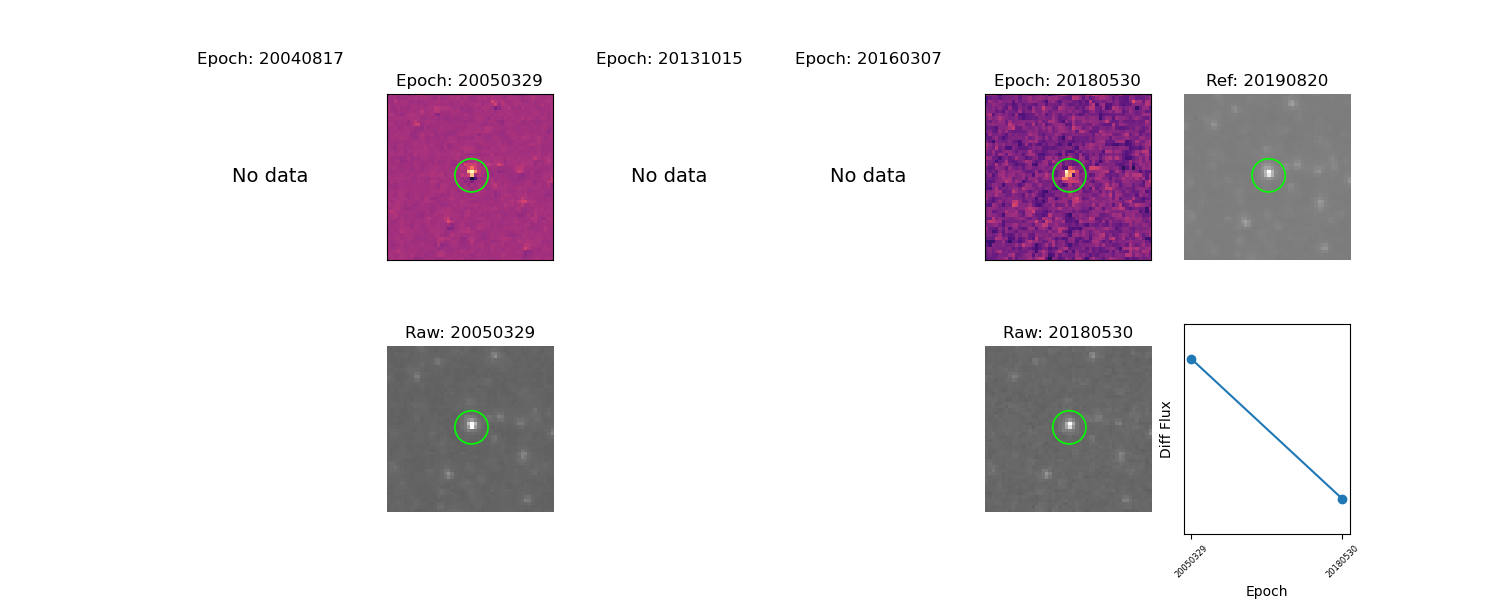 Epoch: 20040817
Epoch: 20050329
Epoch: 20131015
Epoch: 20160307
Epoch: 20180530
Ref: 20190820
No data
No data
No data
Raw: 20050329
Raw: 20180530
Diff Flux
20050329
20180530
Epoch